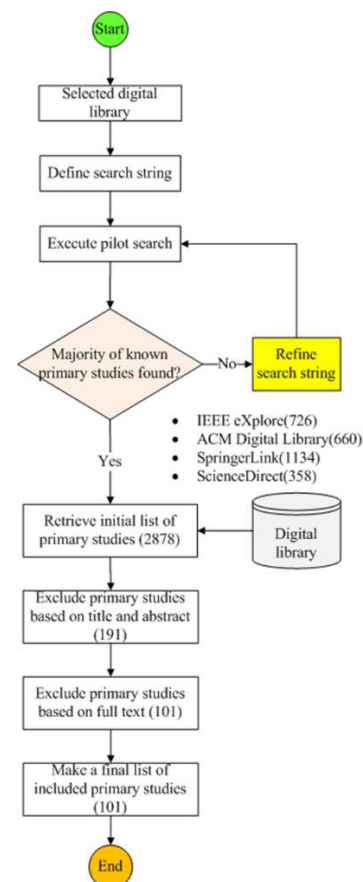 Start
Selected digital
library
Define search string
Execute pilot search
Majority of known
primary studies found?
No
Refine
search string
Yes
• IEEE eXplore(726)
• ACM Digital Library(660)
• SpringerLink(1134)
• ScienceDirect(358)
Retrieve initial list of
primary studies (2878)
Digital
library
Exclude primary studies
based on title and abstract
(191)
Exclude primary studies
based on full text (101)
Make a final list of
included primary studies
(101)
End